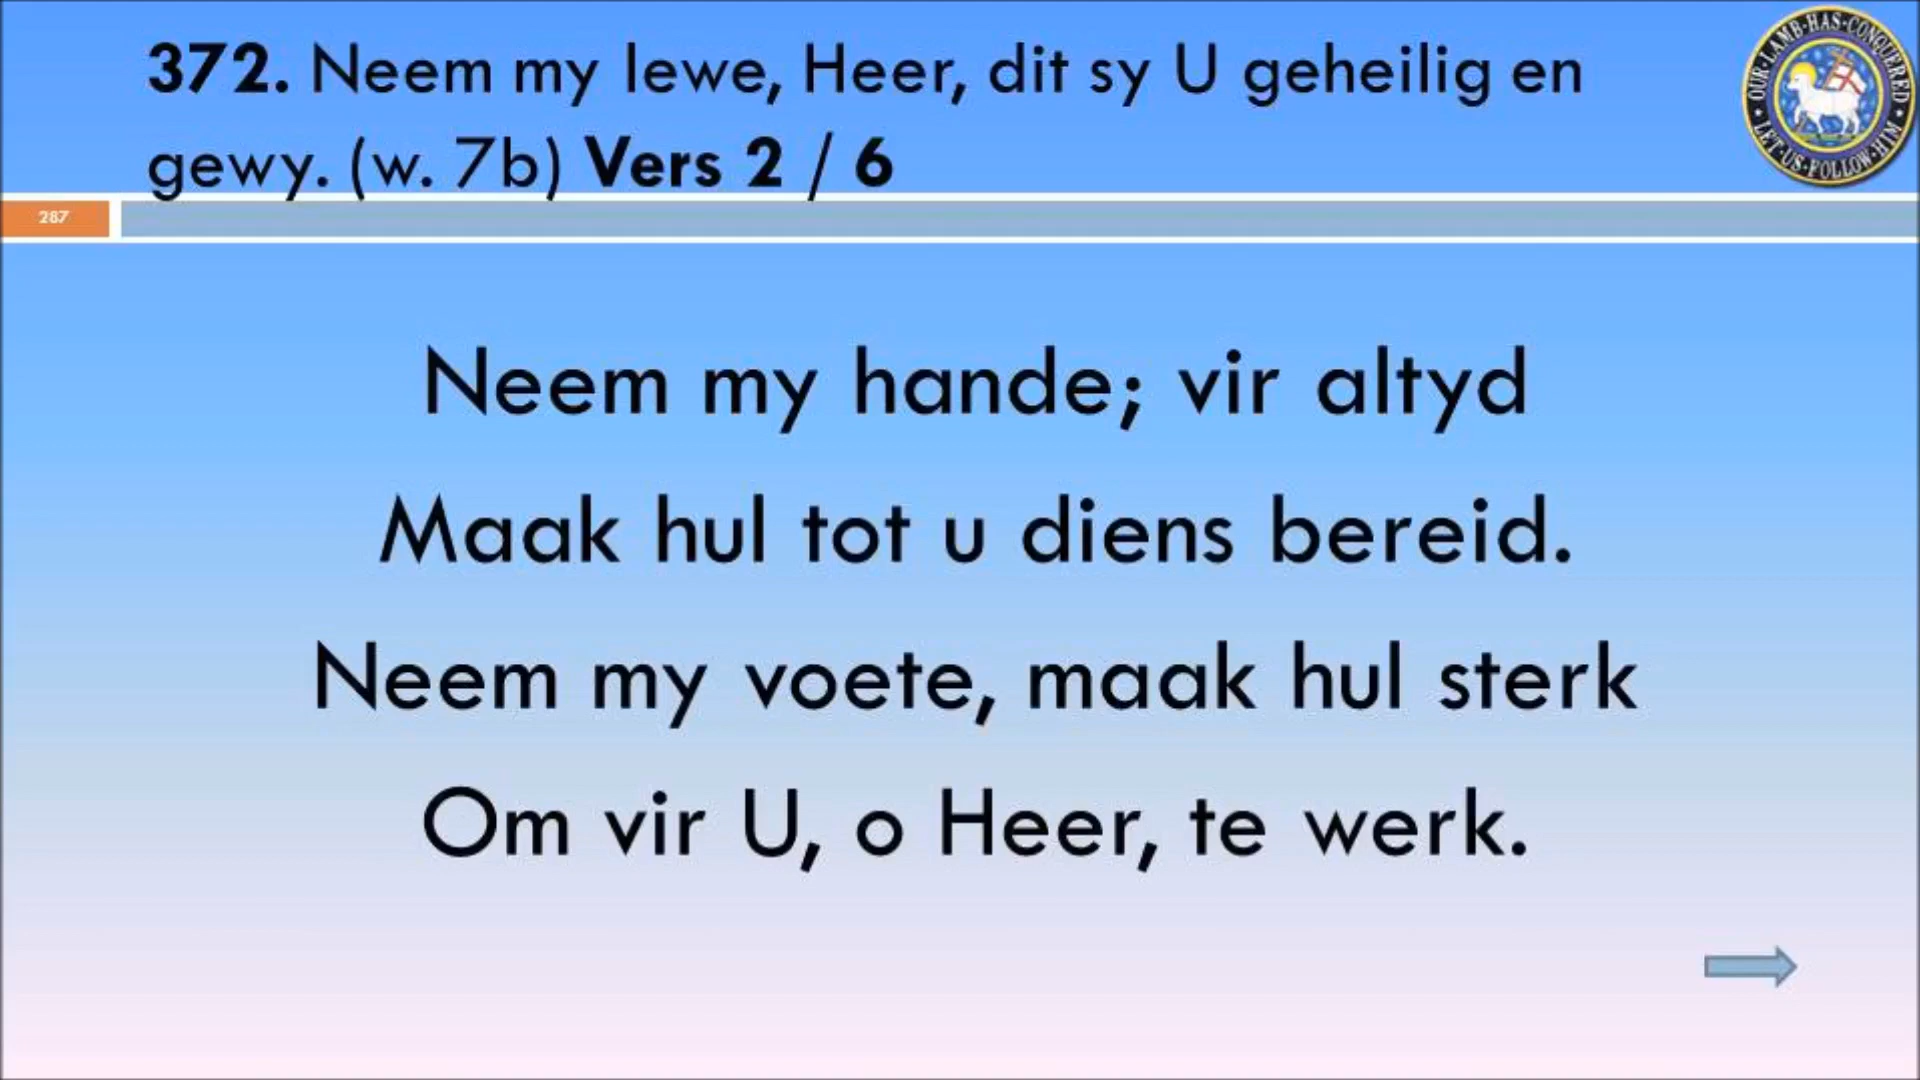 372. Neem my lewe, Heer, dit sy U geheilig en
gewy. (w. 7b) Vers 2 / 6
OUR·LAMB·HAS·CONQUERED
LET·US·FOLLOW·HIM
287
Neem my hande; vir altyd
Maak hul tot u diens bereid.
Neem my voete, maak hul sterk
Om vir U, o Heer, te werk.